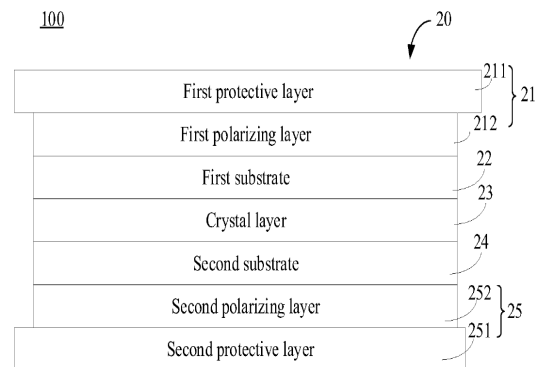 100
20
First protective layer
211
21
First polarizing layer
212
First substrate
22
Crystal layer
23
Second substrate
24
Second polarizing layer
252
25
Second protective layer
251